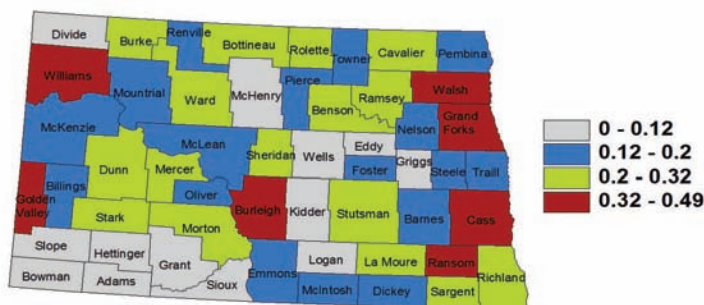 Divide
Burke
Renville
Bottineau
Rolette
Towner
Cavalier
Pembina
Williams
Mountrial
Ward
McHenry
Pierce
Benson
Ramsey
Walsh
Grand
Forks
McKenzie
McLean
Sheridan
Wells
Eddy
Foster
Nelson
Griggs
Steele
Traill
Dunn
Mercer
Oliver
Golden
Valley
Billings
Stark
Morton
Burleigh
Kidder
Stutsman
Barnes
Cass
Slope
Hettinger
Grant
Bowman
Adams
Sioux
Emmons
Logan
McIntosh
La Moure
Dickey
Ransom
Sargent
Richland
0 - 0.12
0.12 - 0.2
0.2 - 0.32
0.32 - 0.49